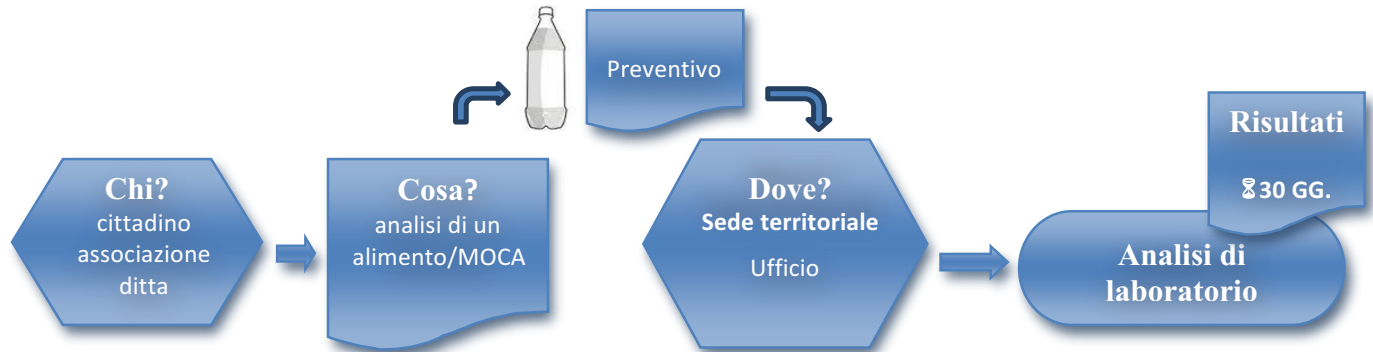 Chi?
cittadino
associazione
ditta
Cosa?
analisi di un
alimento/MOCA
Preventivo
Dove?
Sede territoriale
Ufficio
Analisi di
laboratorio
Risultati
⌛30 GG.